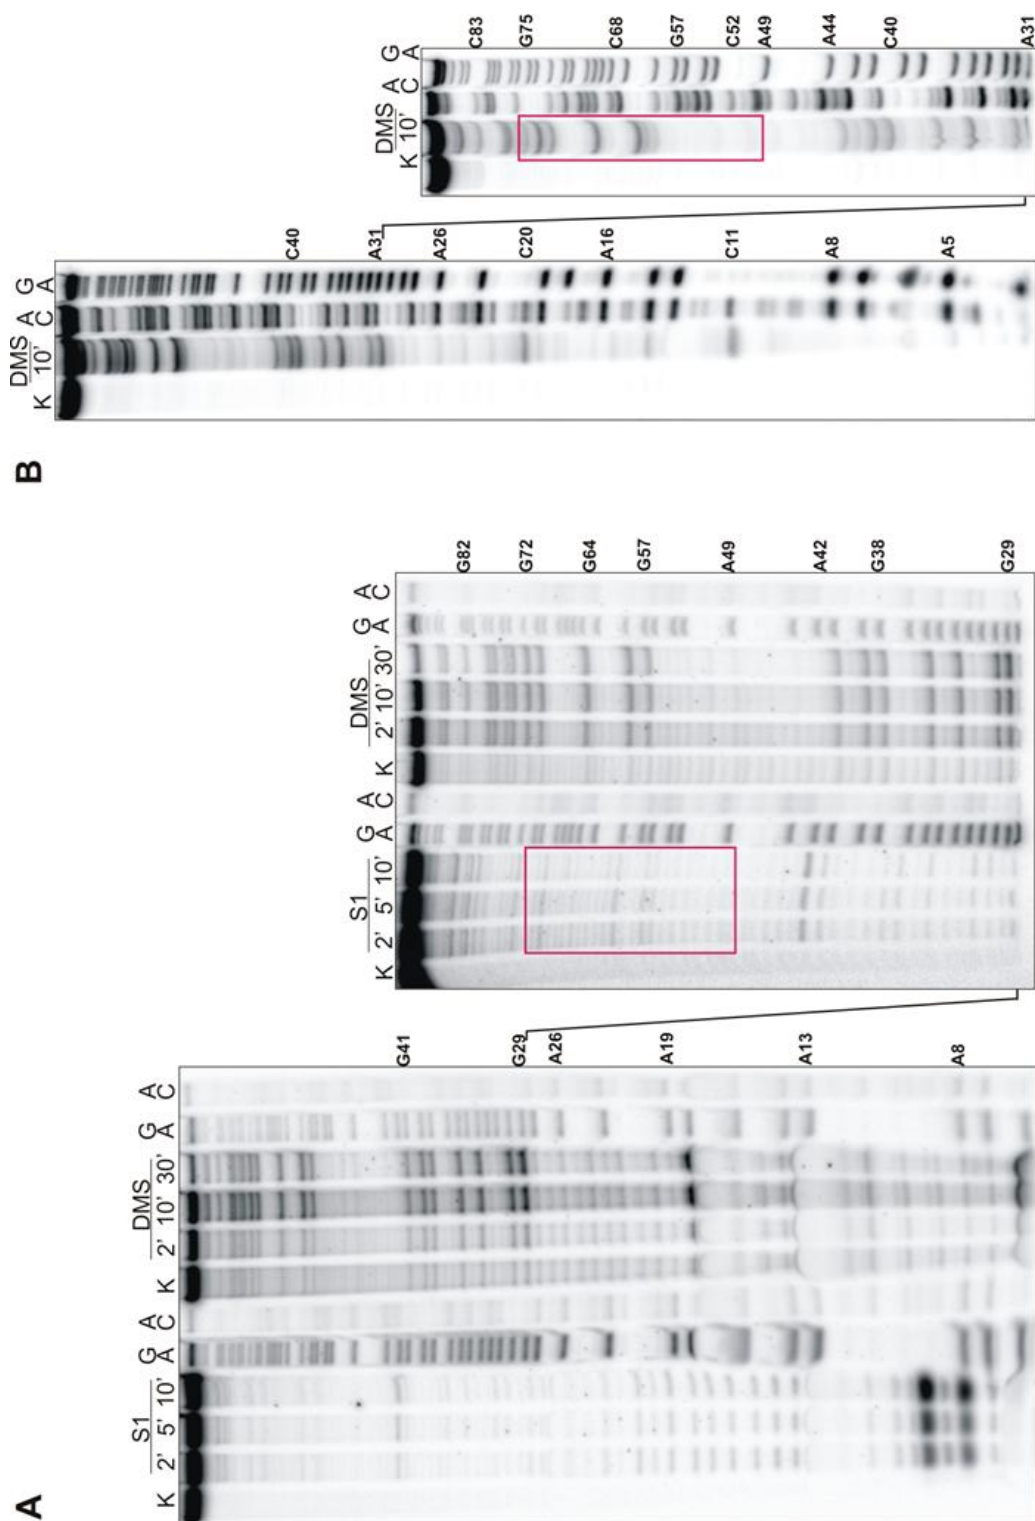 A
S1 DMS
K 2' 5' 10' G A A C K 2' 10' 30' G A A C
G41
G29
A26
A19
A13
A8
S1 DMS
K 2' 5' 10' G A A C K 2' 10' 30' G A A C
G82
G72
G64
G57
A49
A42
G38
G29
B
DMS
K 10' A C G A
C40
A31
A26
C20
A16
C11
A8
A5
DMS
K 10' A C G A
C83
G75
C68
G57
C52
A49
A44
C40
A31